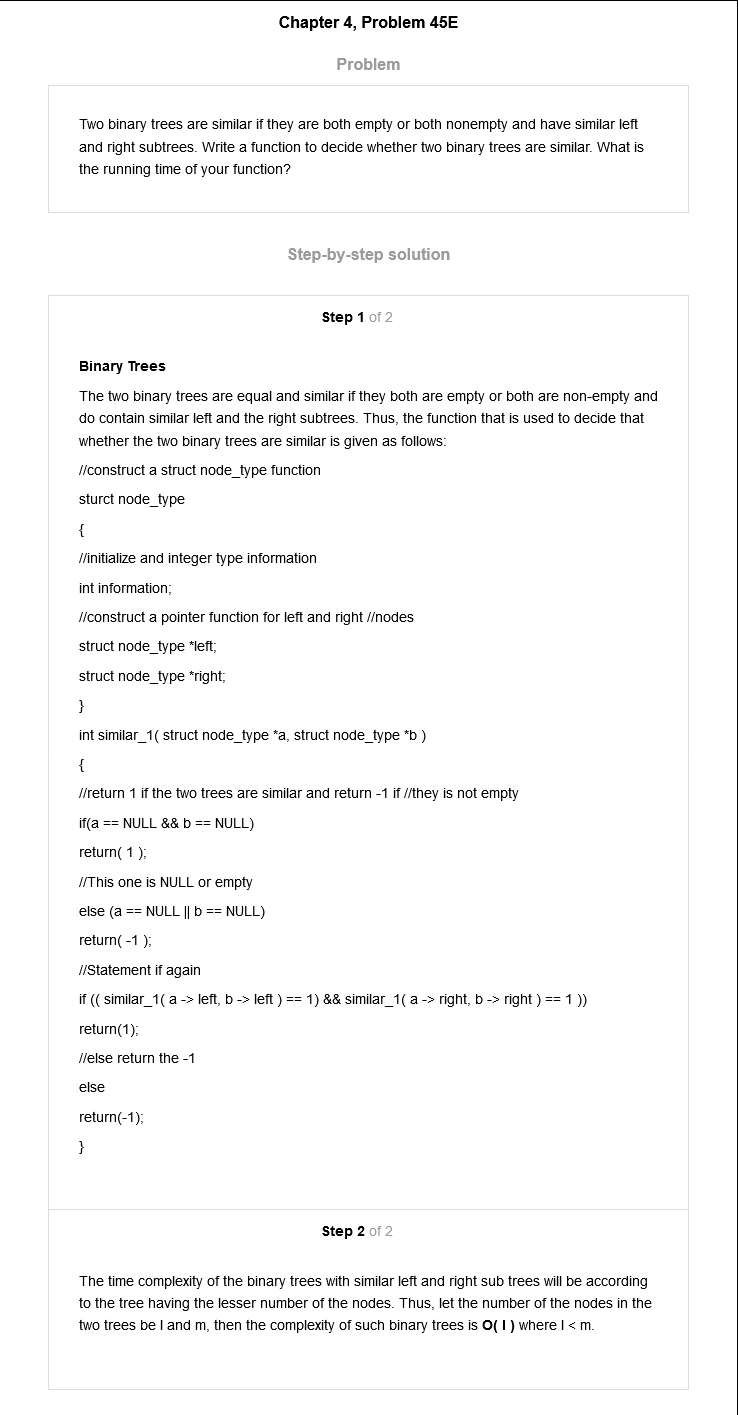 Chapter 4, Problem 45E
Problem
Two binary trees are similar if they are both empty or both nonempty and have similar left
and right subtrees. Write a function to decide whether two binary trees are similar. What is
the running time of your function?
Step-by-step solution
Step 1 of 2
Binary Trees
The two binary trees are equal and similar if they both are empty or both are non-empty and
do contain similar left and the right subtrees. Thus, the function that is used to decide that
whether the two binary trees are similar is given as follows:
//construct a struct node_type function
sturct node_type
{
//initialize and integer type information
int information;
//construct a pointer function for left and right //nodes
struct node_type *left;
struct node_type *right;
}
int similar_1( struct node_type *a, struct node_type *b )
{
//return 1 if the two trees are similar and return -1 if //they is not empty
if(a == NULL && b == NULL)
return( 1 );
//This one is NULL or empty
else (a == NULL || b == NULL)
return( -1 );
//Statement if again
if (( similar_1( a -> left, b -> left ) == 1) && similar_1( a -> right, b -> right ) == 1 ))
return(1);
//else return the -1
else
return(-1);
}
Step 2 of 2
The time complexity of the binary trees with similar left and right sub trees will be according
to the tree having the lesser number of the nodes. Thus, let the number of the nodes in the
two trees be l and m, then the complexity of such binary trees is O( l ) where l < m.